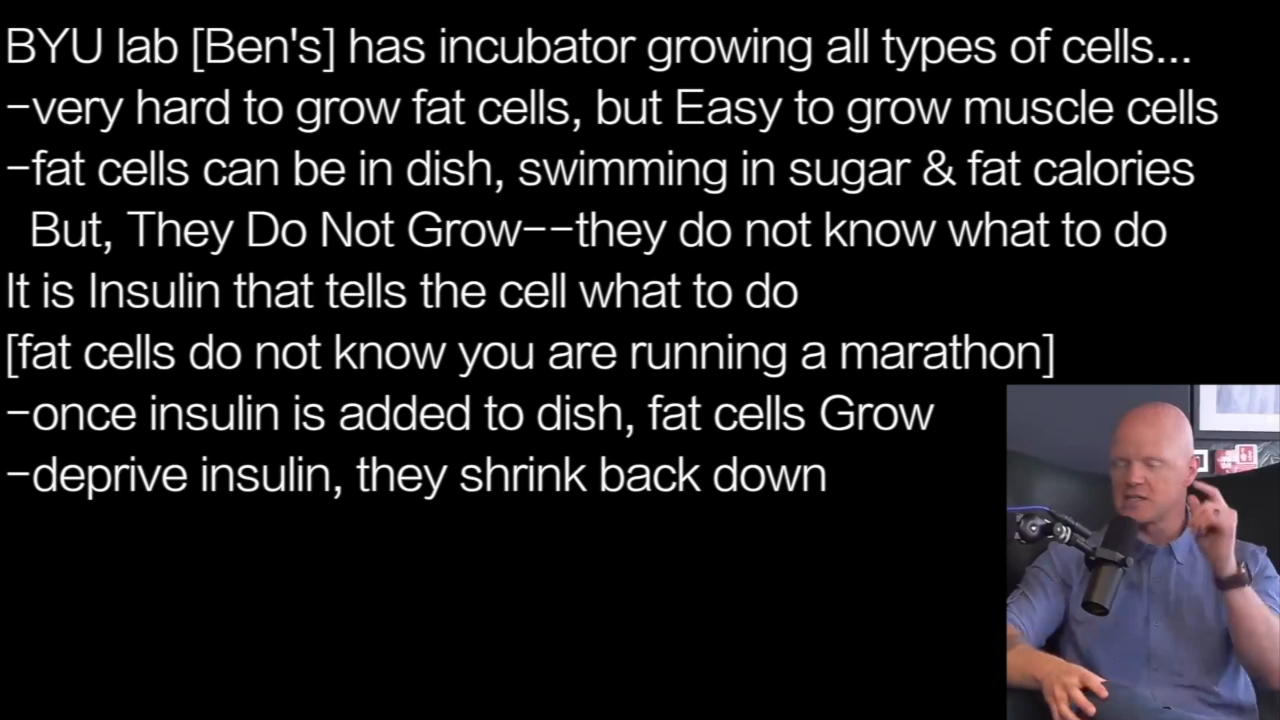 BYU lab [Ben's] has incubator growing all types of cells...
-very hard to grow fat cells, but Easy to grow muscle cells
-fat cells can be in dish, swimming in sugar & fat calories
But, They Do Not Grow--they do not know what to do
It is Insulin that tells the cell what to do
[fat cells do not know you are running a marathon]
-once insulin is added to dish, fat cells Grow
-deprive insulin, they shrink back down